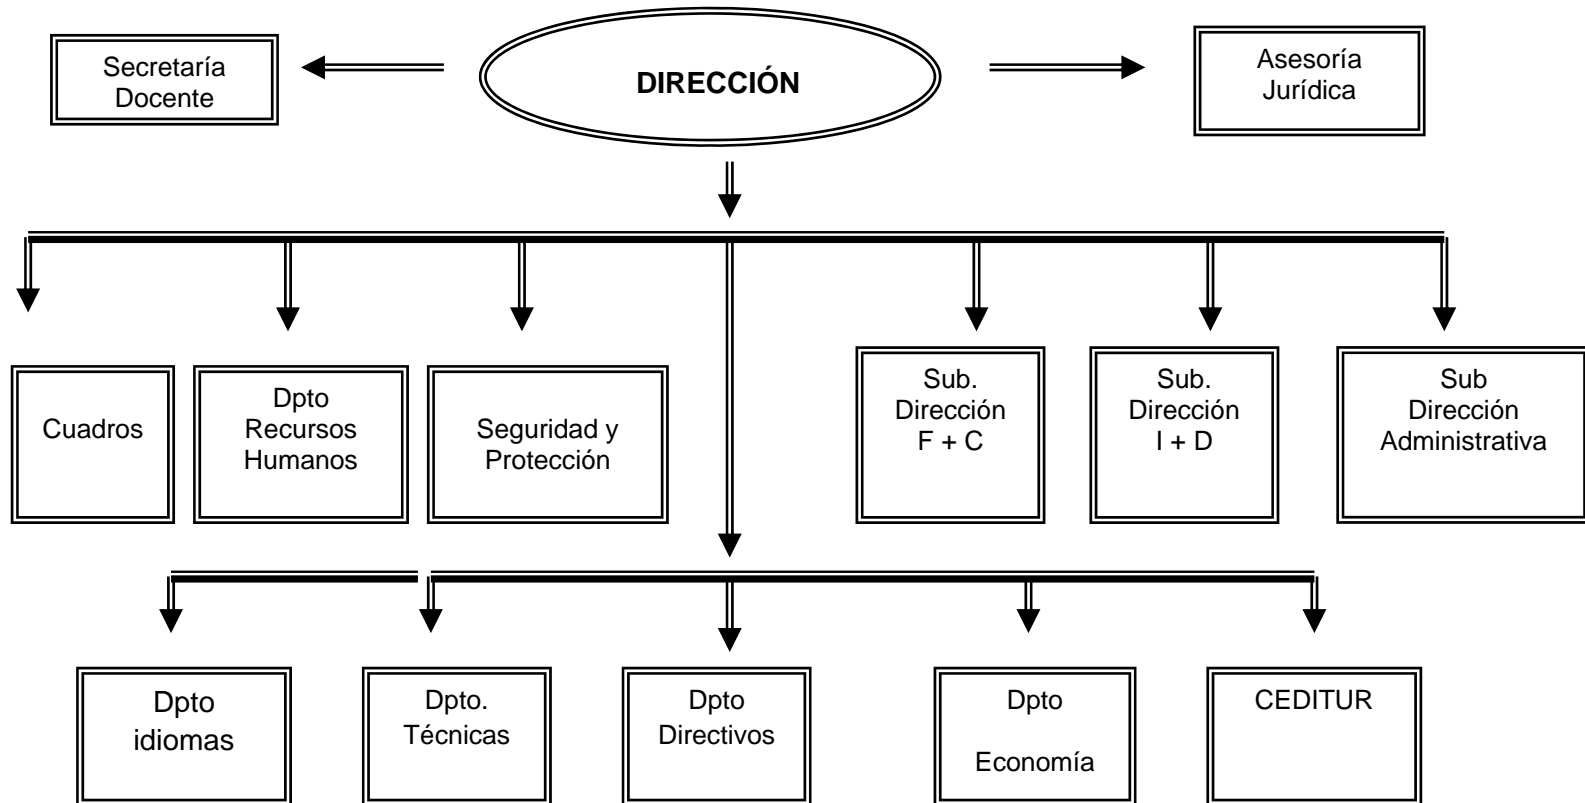 Secretaría
Docente
DIRECCIÓN
Asesoría
Jurídica
Cuadros
Dpto
Recursos
Humanos
Seguridad y
Protección
Sub.
Dirección
F + C
Sub.
Dirección
I + D
Sub
Dirección
Administrativa
Dpto
idiomas
Dpto.
Técnicas
Dpto
Directivos
Dpto
Economía
CEDITUR